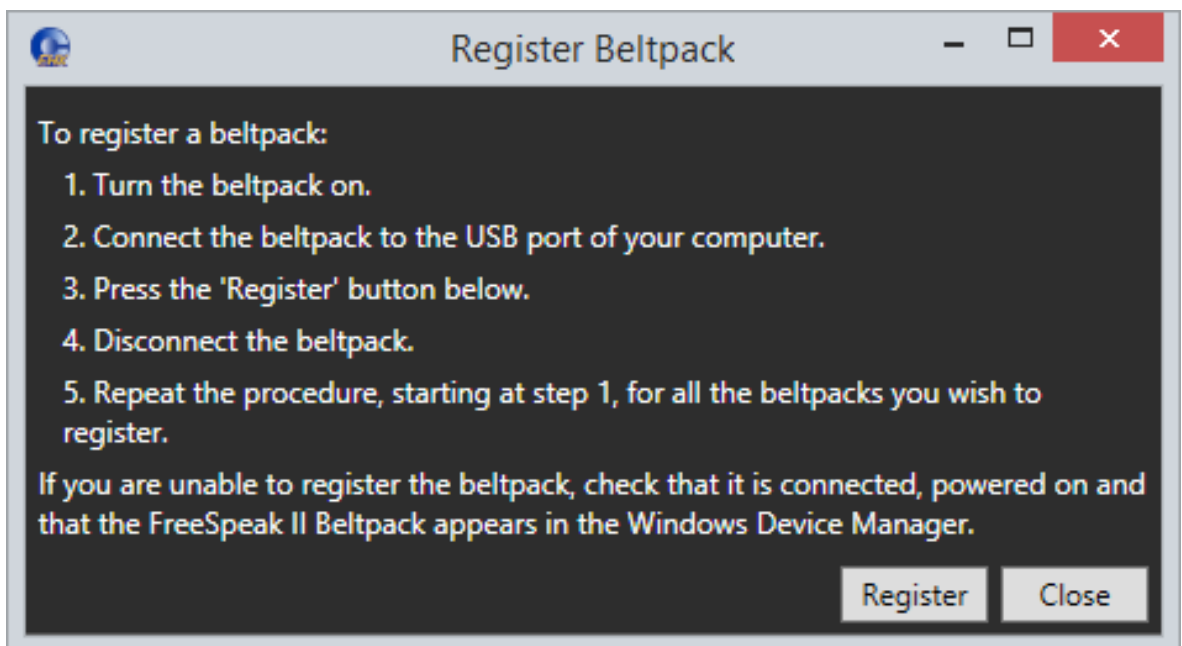 Register Beltpack
To register a beltpack:
1. Turn the beltpack on.
2. Connect the beltpack to the USB port of your computer.
3. Press the 'Register' button below.
4. Disconnect the beltpack.
5. Repeat the procedure, starting at step 1, for all the beltpacks you wish to
register.
If you are unable to register the beltpack, check that it is connected, powered on and
that the FreeSpeak II Beltpack appears in the Windows Device Manager.
Register Close